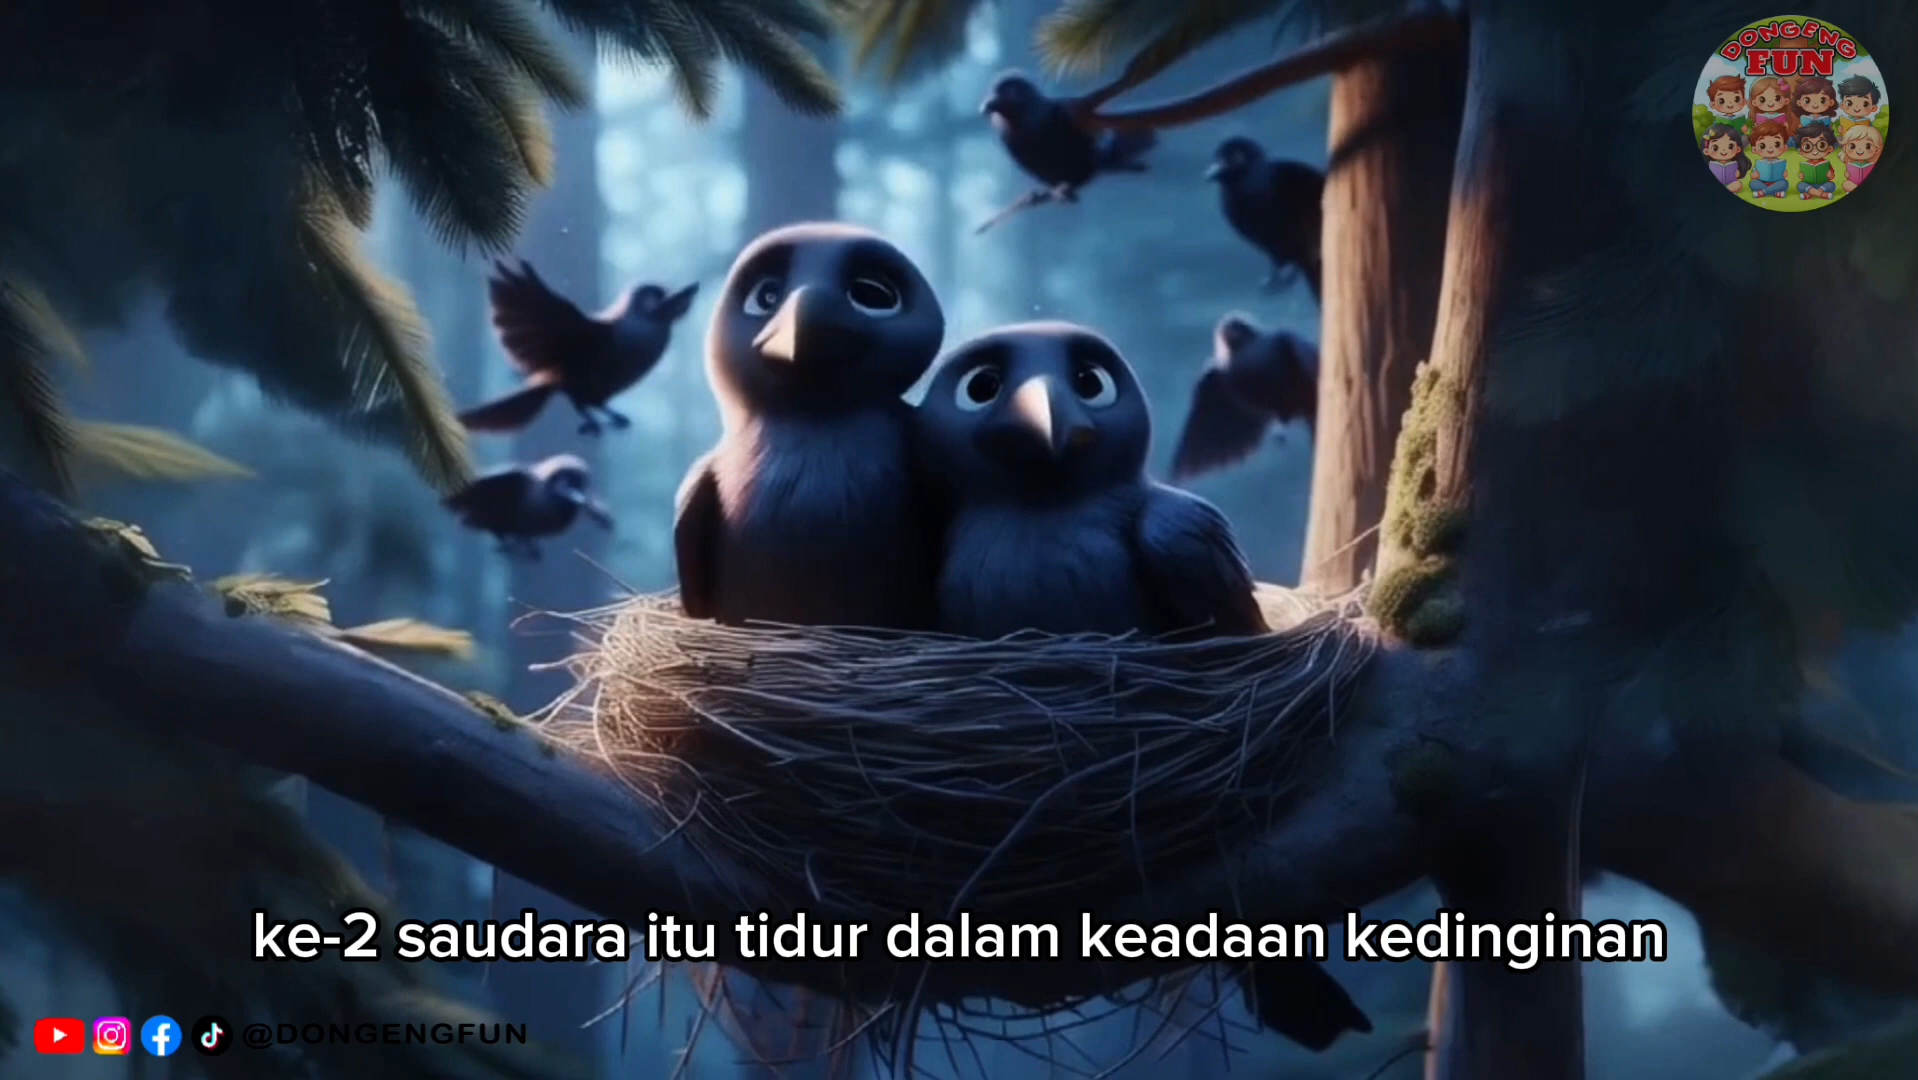 DONGENG
FUN
ke-2 saudara itu tidur dalam keadaan kedinginan
@DONGENGFUN